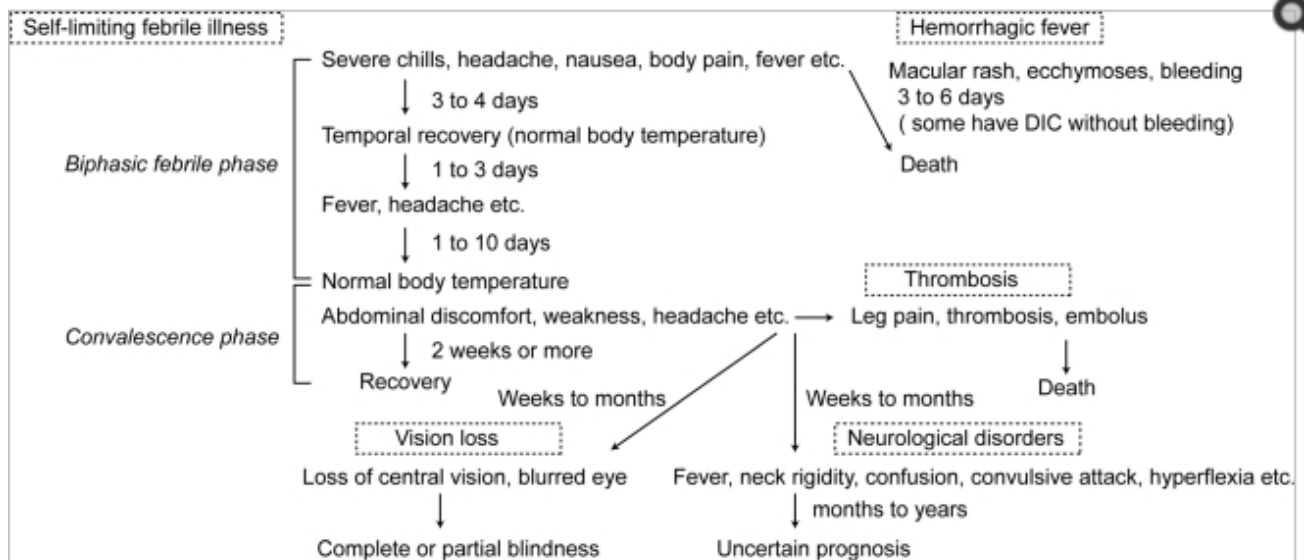 Self-limiting febrile illness
Hemorrhagic fever
Severe chills, headache, nausea, body pain, fever etc.
Macular rash, ecchymoses, bleeding
3 to 6 days
( some have DIC without bleeding)
3 to 4 days
Temporal recovery (normal body temperature)
Death
Biphasic febrile phase
1 to 3 days
Fever, headache etc.
1 to 10 days
Normal body temperature
Thrombosis
Abdominal discomfort, weakness, headache etc.
Leg pain, thrombosis, embolus
Convalescence phase
2 weeks or more
Recovery
Death
Weeks to months
Weeks to months
Vision loss
Neurological disorders
Loss of central vision, blurred eye
Fever, neck rigidity, confusion, convulsive attack, hyperflexia etc.
months to years
Complete or partial blindness
Uncertain prognosis